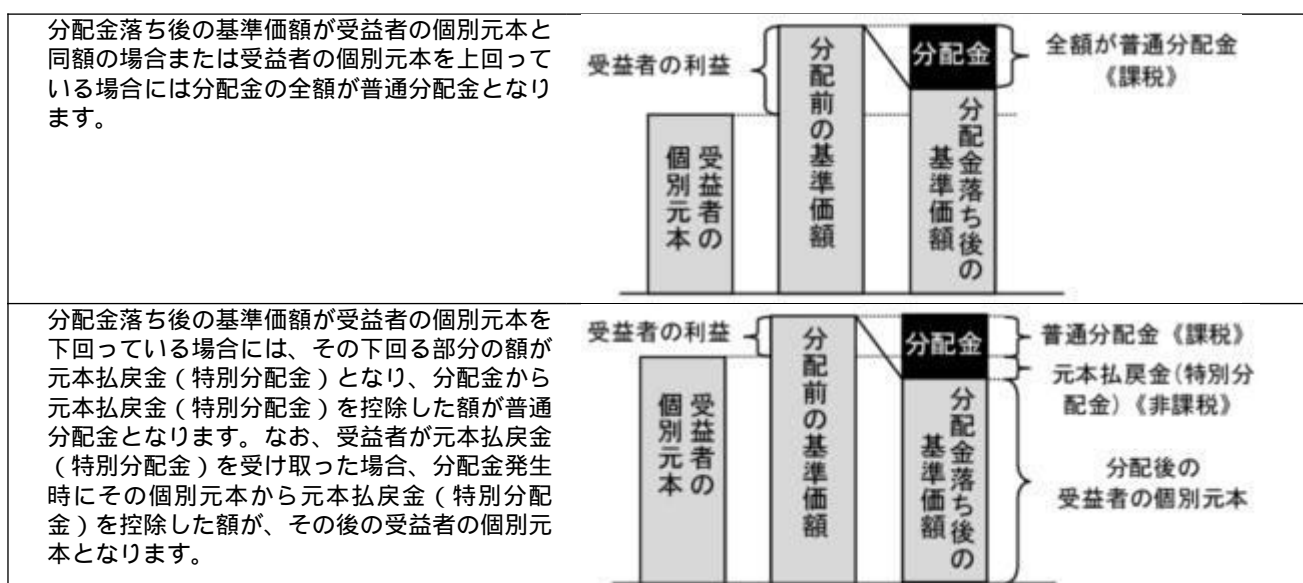 分配金落ち後の基準価額が受益者の個別元本と
同額の場合または受益者の個別元本を上回って
いる場合には分配金の全額が普通分配金となり
ます。
受益者の利益
受益者の
個別元本
分配前の基準価額
分配金
分配金落ち後の
基準価額
全額が普通分配金
《課税》
分配金落ち後の基準価額が受益者の個別元本を
下回っている場合には、その下回る部分の額が
元本払戻金（特別分配金）となり、分配金から
元本払戻金（特別分配金）を控除した額が普通
分配金となります。なお、受益者が元本払戻金
（特別分配金）を受け取った場合、分配金発生
時にその個別元本から元本払戻金（特別分配
金）を控除した額が、その後の受益者の個別元
本となります。
受益者の利益
受益者の
個別元本
分配前の基準価額
分配金
分配金落ち後の
基準価額
普通分配金《課税》
元本払戻金(特別分
配金)《非課税》
分配後の
受益者の個別元本